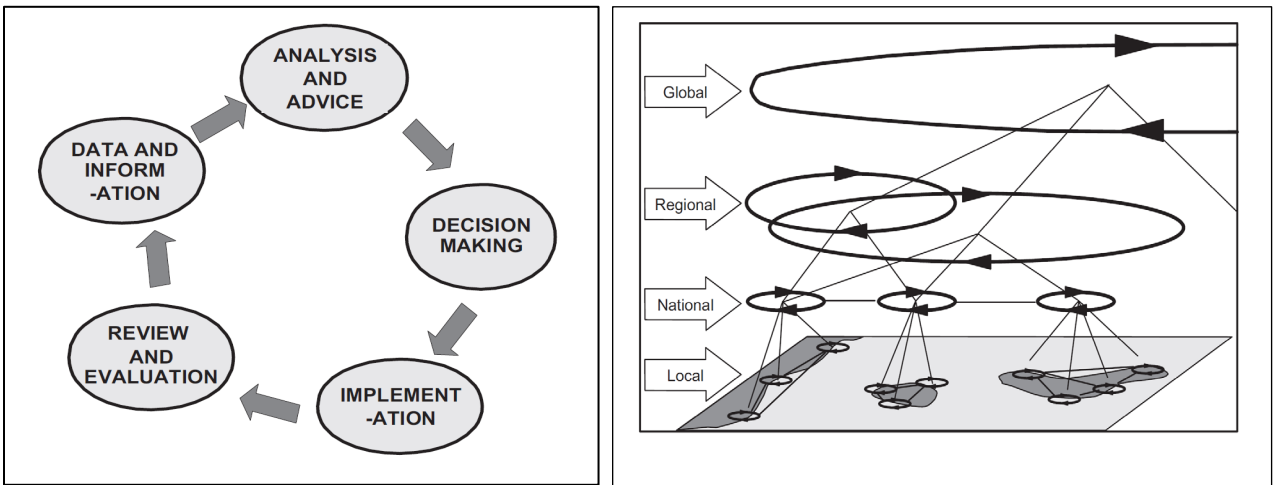 ANALYSIS
AND
ADVICE
DECISION
MAKING
IMPLEMENT
-ATION
REVIEW
AND
EVALUATION
DATA AND
INFORM
-ATION
Global
Regional
National
Local